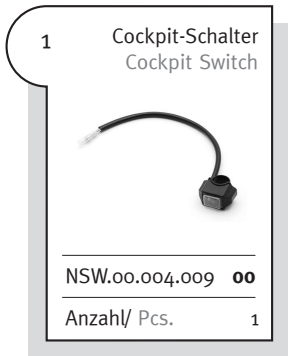 1
Cockpit-Schalter
Cockpit Switch
NSW.00.004.009 00
Anzahl/ Pcs. 1